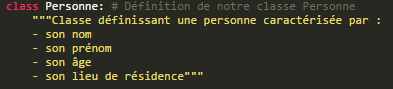 class Personne: # Définition de notre classe Personne
"""Classe définissant une personne caractérisée par :
- son nom
- son prénom
- son âge
- son lieu de résidence"""